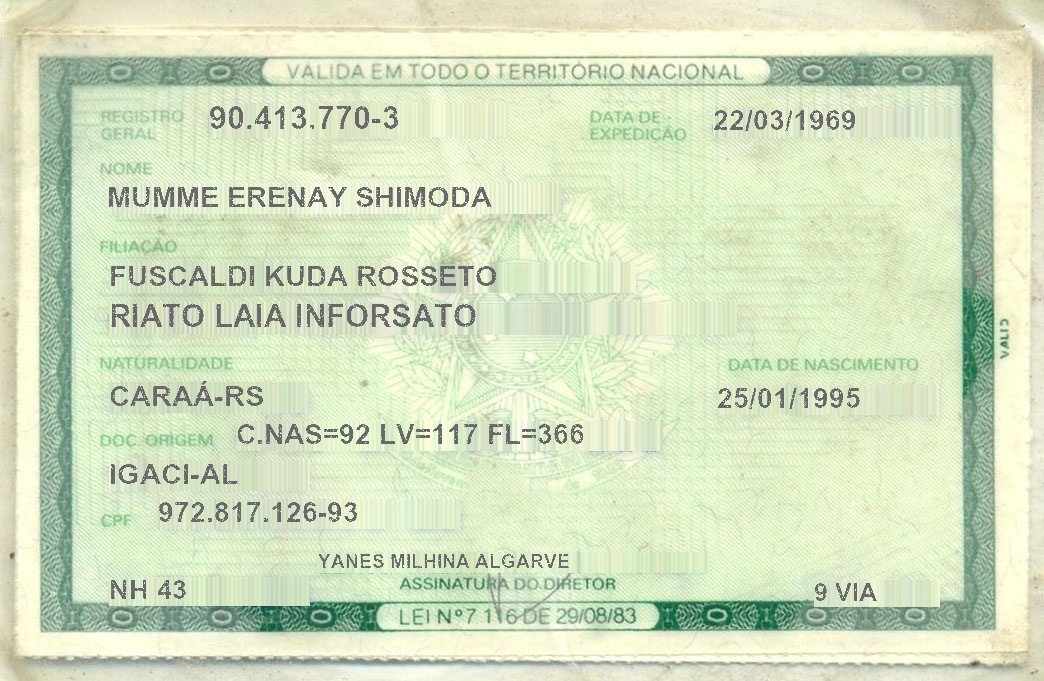 VÁLIDA EM TODO O TERRITÓRIO NACIONAL
REGISTRO GERAL 90.413.770-3 DATA DE EXPEDIÇÃO 22/03/1969
NOME
MUMME ERENAY SHIMODA
FILIAÇÃO
FUSCALDI KUDA ROSSETO
RIATO LAIA INFORSATO
NATURALIDADE DATA DE NASCIMENTO
CARAÁ-RS 25/01/1995
DOC. ORIGEM C.NAS=92 LV=117 FL=366
IGACI-AL
CPF 972.817.126-93
YANES MILHINA ALGARVE
NH 43 ASSINATURA DO DIRETOR 9 VIA
LEI Nº 7.116 DE 29/08/83
VALID